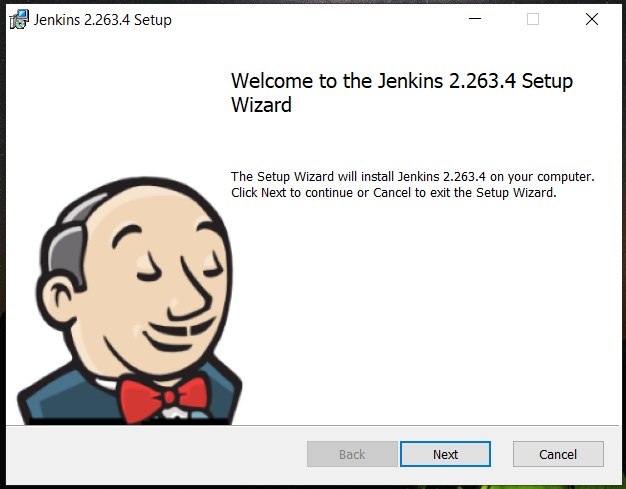 Jenkins 2.263.4 Setup
Welcome to the Jenkins 2.263.4 Setup
Wizard
The Setup Wizard will install Jenkins 2.263.4 on your computer.
Click Next to continue or Cancel to exit the Setup Wizard.
Back
Next
Cancel